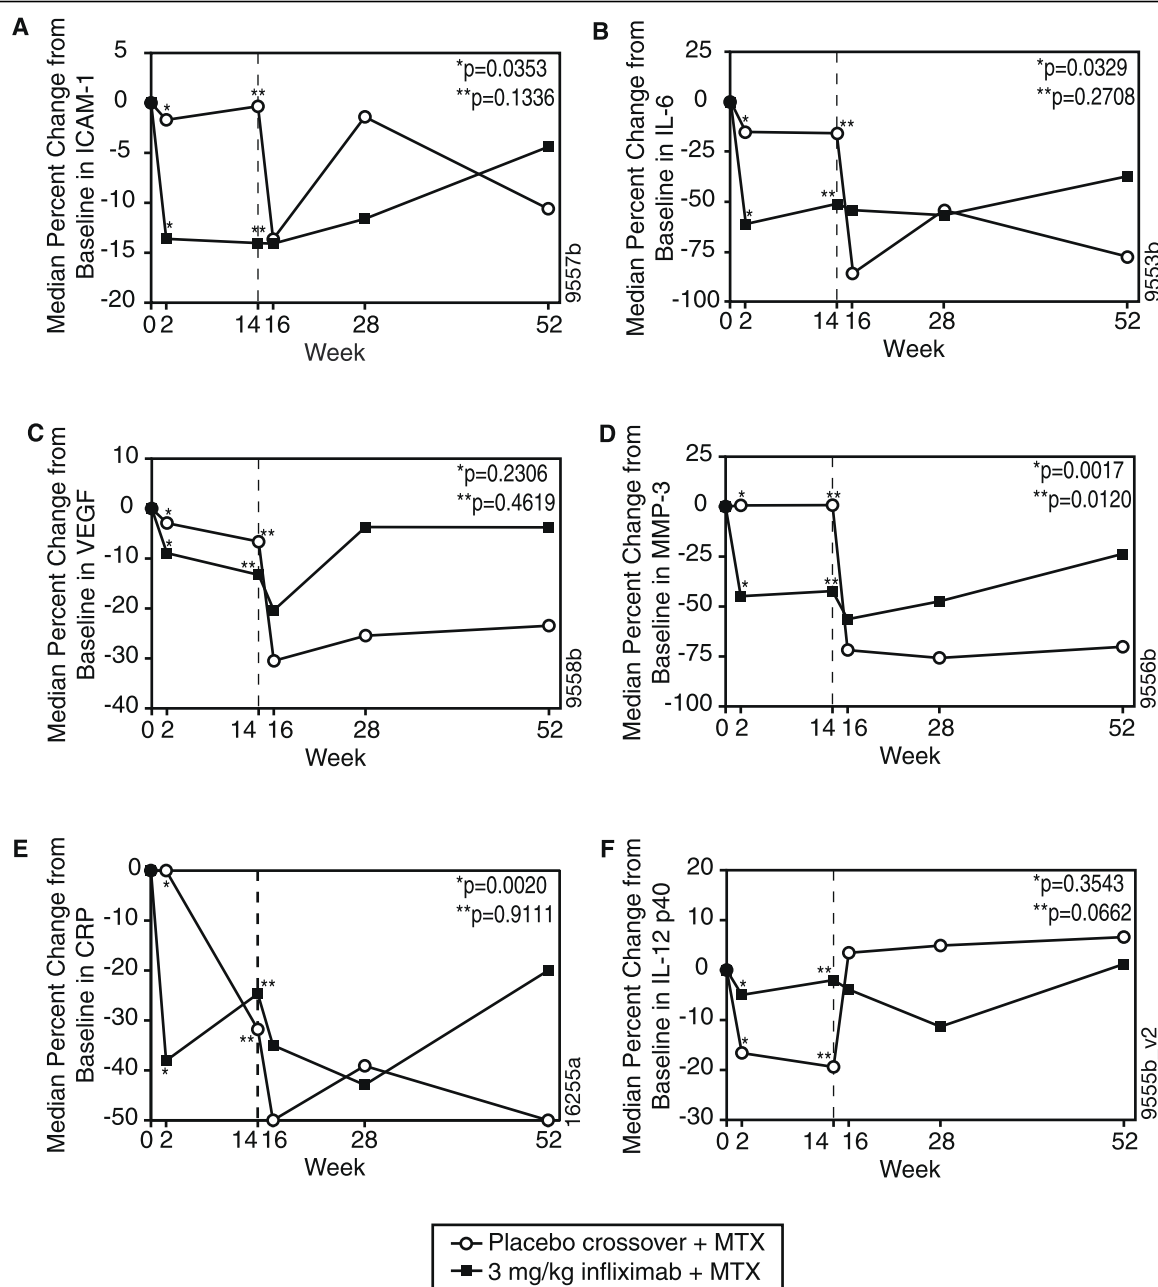 A
Median Percent Change from
Baseline in ICAM-1
5
0
-5
-10
-15
-20
*p=0.0353
**p=0.1336
*
**
*
**
0 2 14 16 28 52
Week
9557b
B
Median Percent Change from
Baseline in IL-6
25
0
-25
-50
-75
-100
*p=0.0329
**p=0.2708
*
**
*
**
0 2 14 16 28 52
Week
9553b
C
Median Percent Change from
Baseline in VEGF
10
0
-10
-20
-30
-40
*p=0.2306
**p=0.4619
*
**
*
**
0 2 14 16 28 52
Week
9558b
D
Median Percent Change from
Baseline in MMP-3
25
0
-25
-50
-75
-100
*p=0.0017
**p=0.0120
*
**
*
**
0 2 14 16 28 52
Week
9556b
E
Median Percent Change from
Baseline in CRP
0
-10
-20
-30
-40
-50
*p=0.0020
**p=0.9111
*
**
**
*
0 2 14 16 28 52
Week
16255a
F
Median Percent Change from
Baseline in IL-12 p40
20
10
0
-10
-20
-30
*p=0.3543
**p=0.0662
*
**
*
**
0 2 14 16 28 52
Week
9555b_v2
Placebo crossover + MTX
3 mg/kg infliximab + MTX